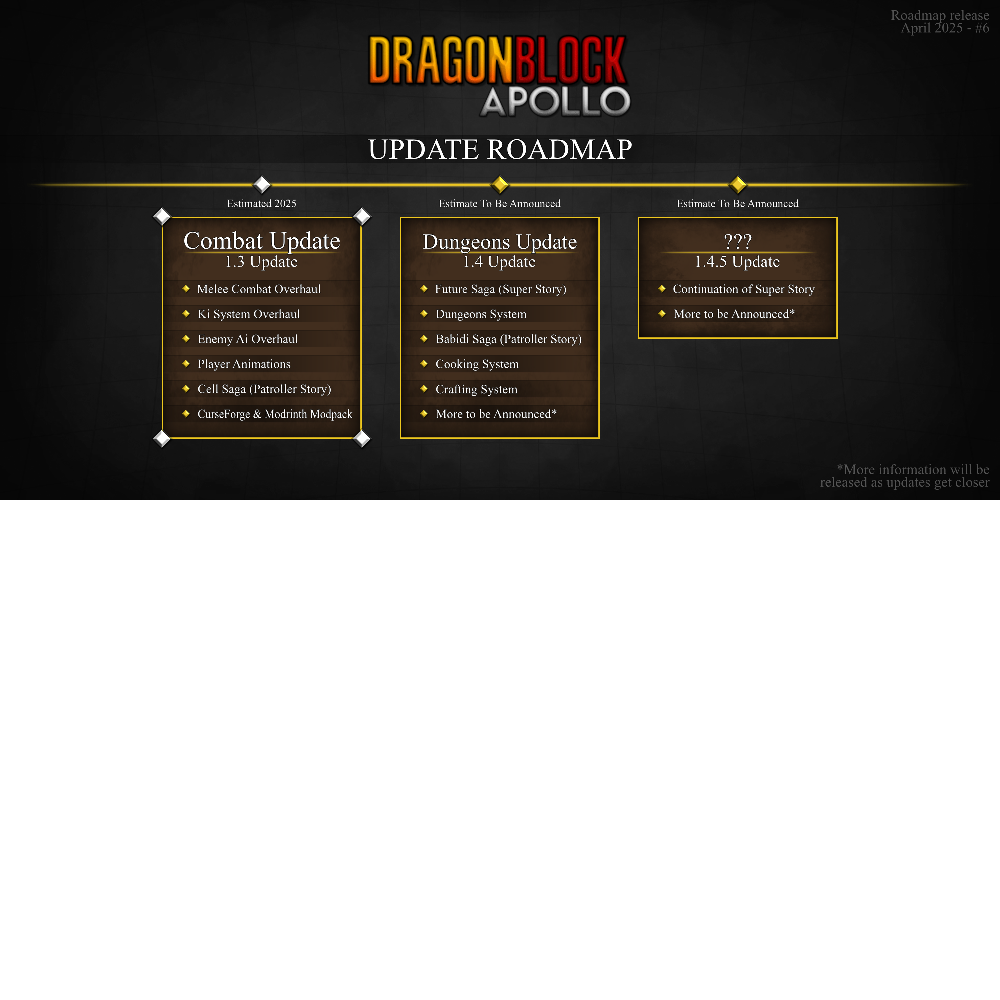 Roadmap release
April 2025 - #6
DRAGONBLOCK
APOLLO
UPDATE ROADMAP
Estimated 2025
Combat Update
1.3 Update
Melee Combat Overhaul
Ki System Overhaul
Enemy Ai Overhaul
Player Animations
Cell Saga (Patroller Story)
CurseForge & Modrinth Modpack
Estimate To Be Announced
Dungeons Update
1.4 Update
Future Saga (Super Story)
Dungeons System
Babidi Saga (Patroller Story)
Cooking System
Crafting System
More to be Announced*
Estimate To Be Announced
???
1.4.5 Update
Continuation of Super Story
More to be Announced*
*More information will be
released as updates get closer